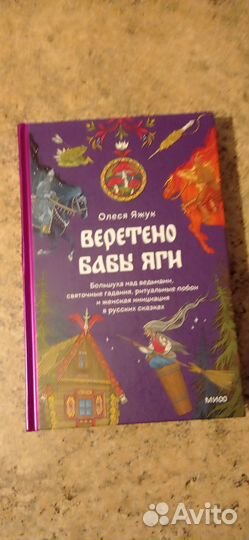 Олеся Яжук
ВЕРЕТЕНО
БАБЫ ЯГИ
Большуха над ведьмами,
святочные гадания, ритуальные побои
и женская инициация
в русских сказках
МИФ
Avito